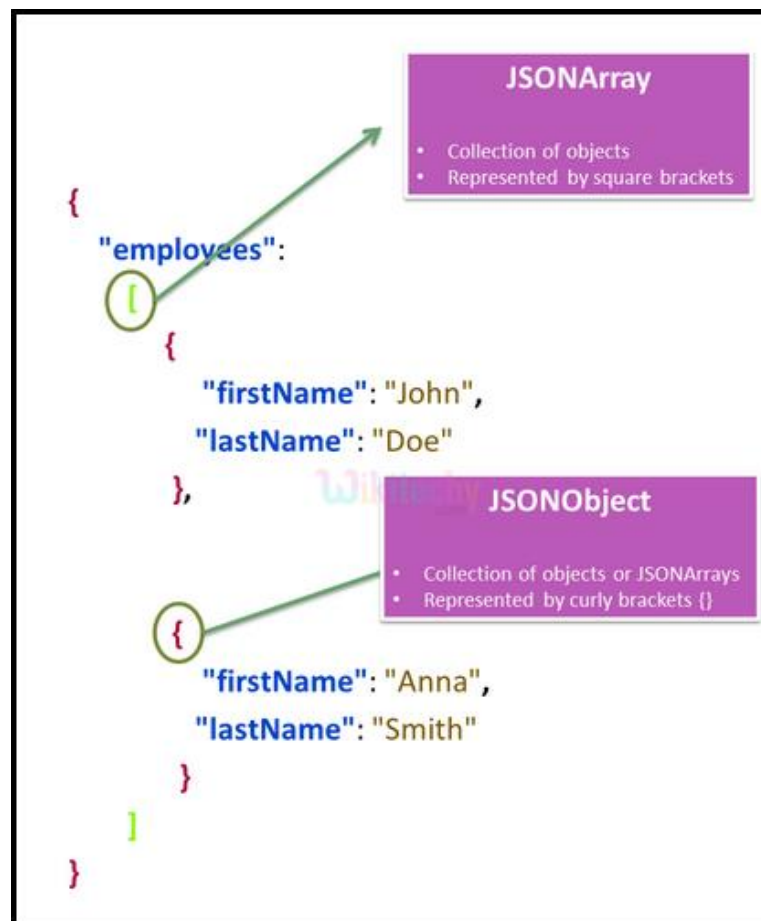 JSONArray
• Collection of objects
• Represented by square brackets
{
"employees":
[
{
"firstName": "John",
"lastName": "Doe"
},
Wikitechy
JSONObject
• Collection of objects or JSONArrays
• Represented by curly brackets {}
{
"firstName": "Anna",
"lastName": "Smith"
}
]
}